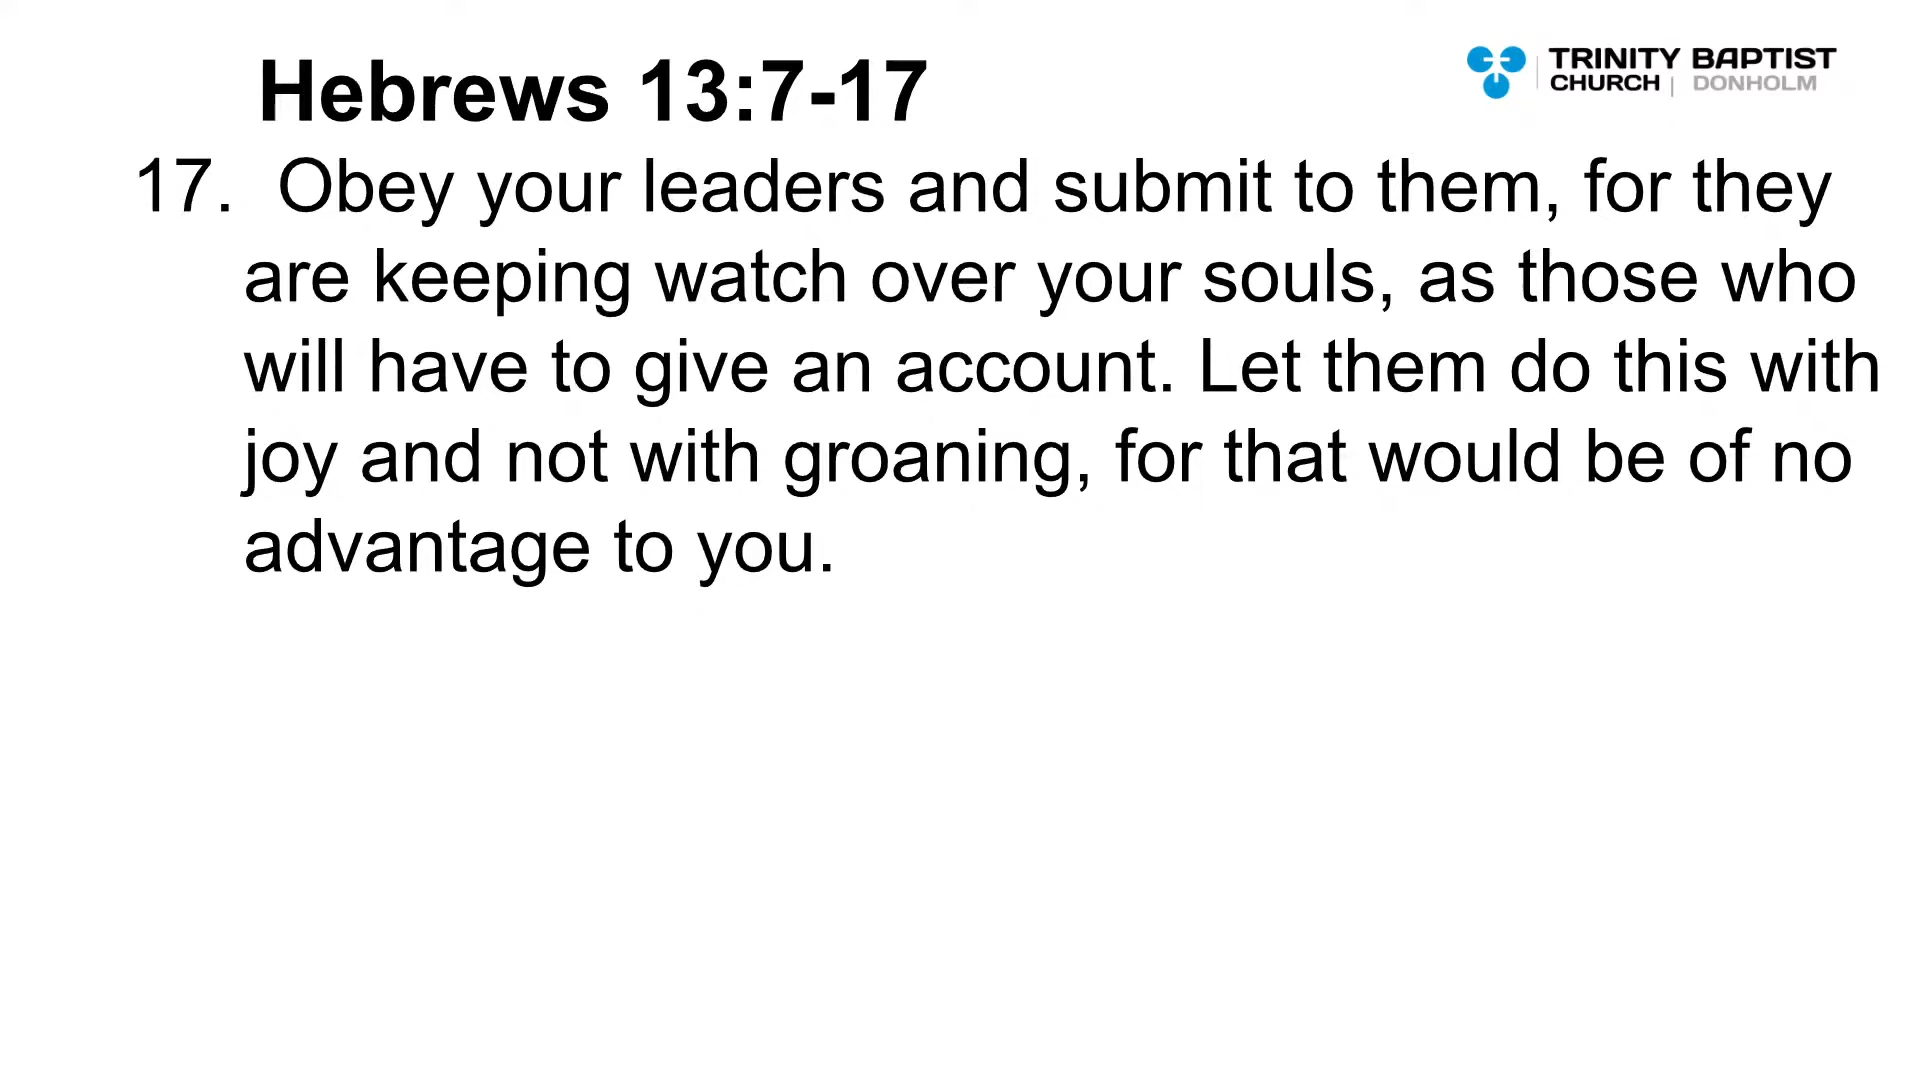 Hebrews 13:7-17
TRINITY BAPTIST
CHURCH | DONHOLM
17. Obey your leaders and submit to them, for they
are keeping watch over your souls, as those who
will have to give an account. Let them do this with
joy and not with groaning, for that would be of no
advantage to you.